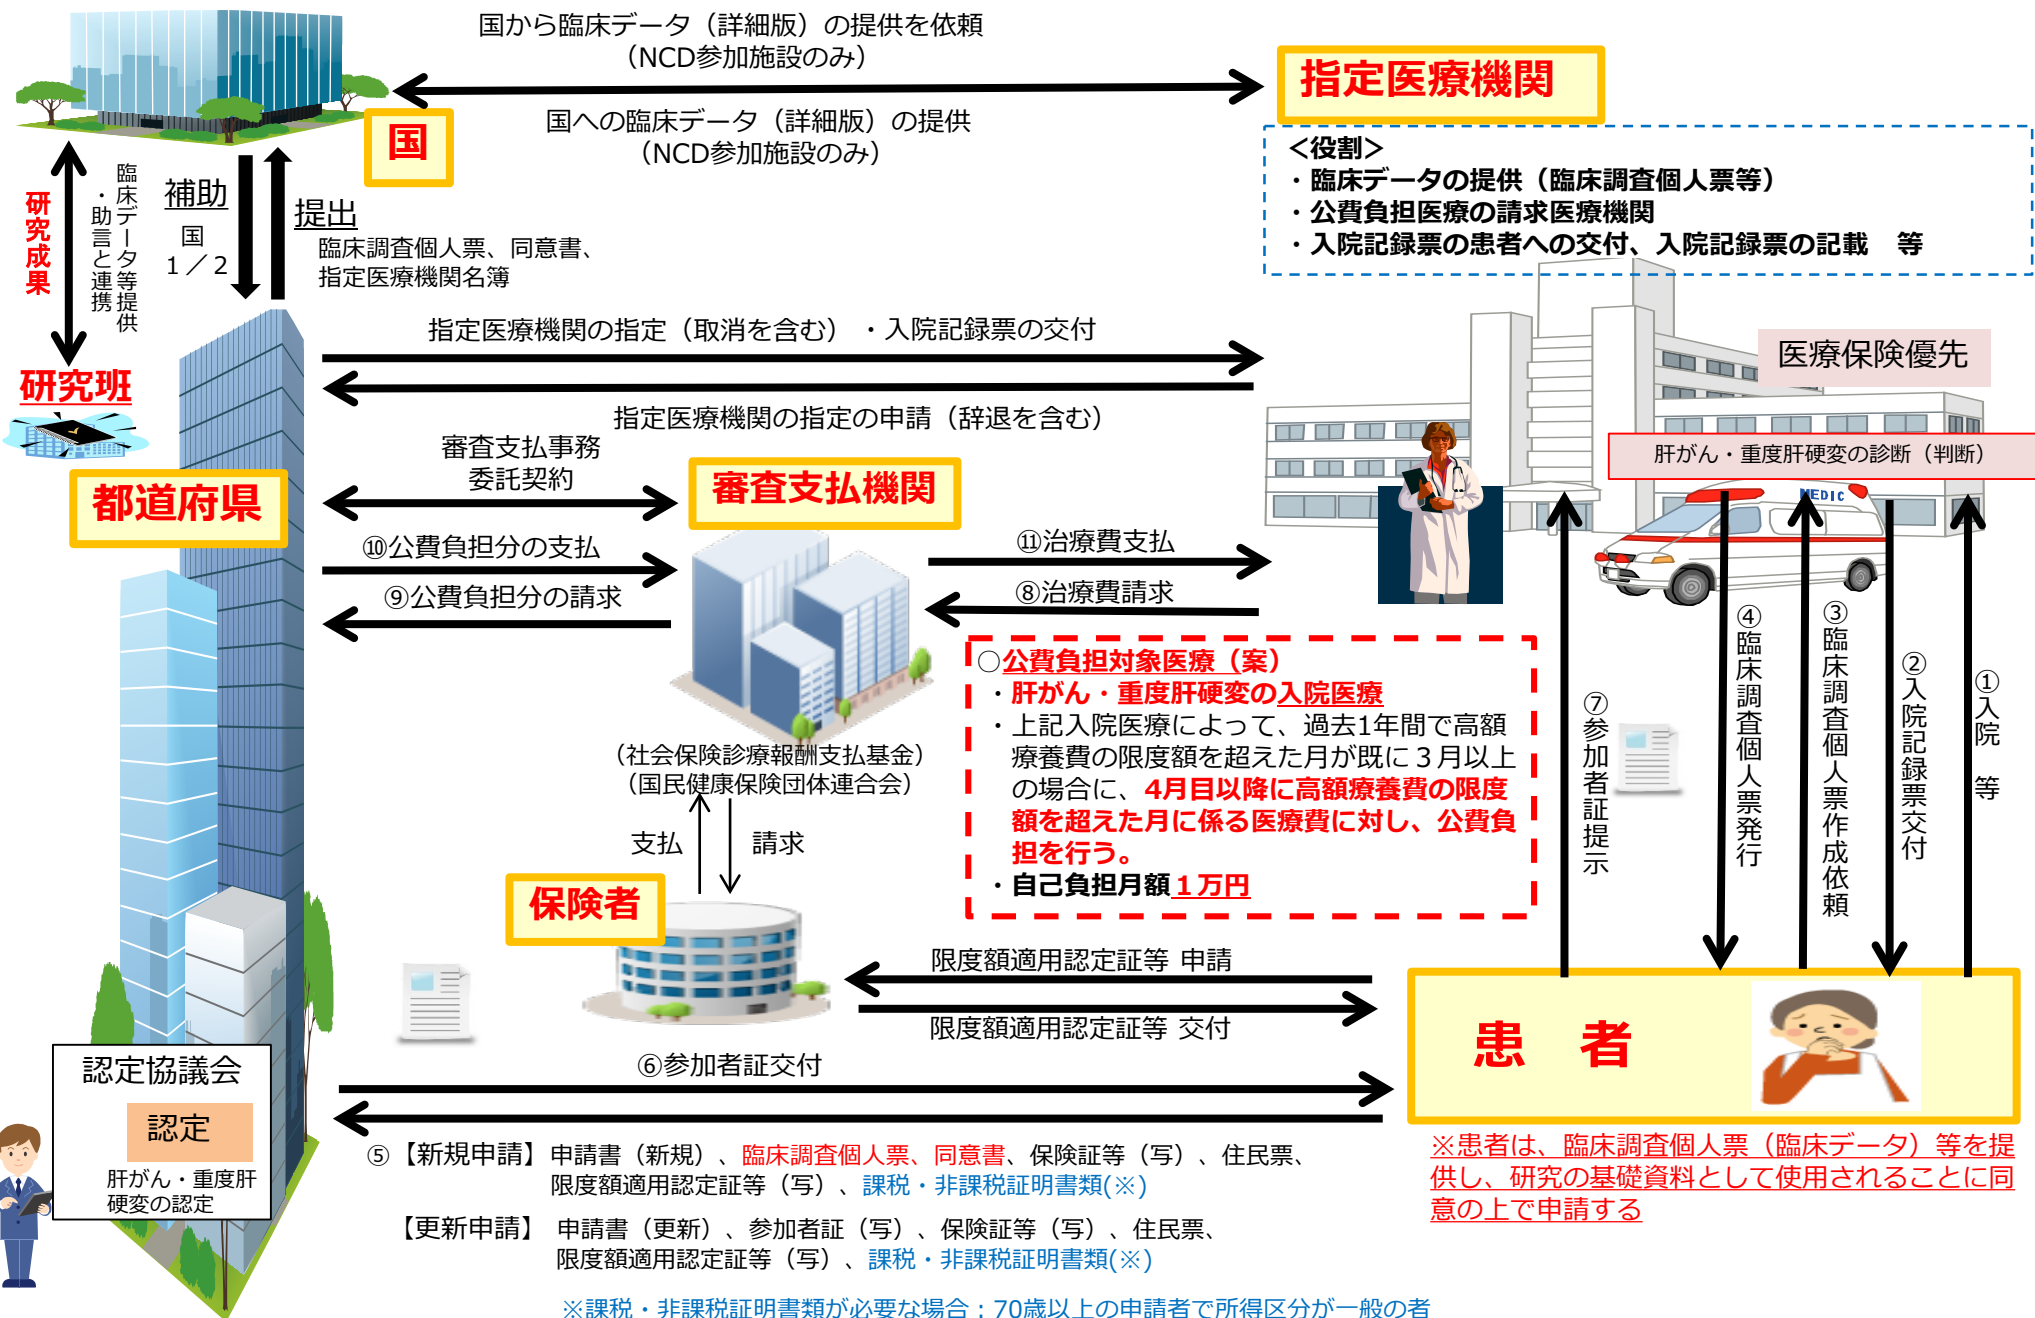 国から臨床データ（詳細版）の提供を依頼
（NCD参加施設のみ）
国への臨床データ（詳細版）の提供
（NCD参加施設のみ）
国
指定医療機関
＜役割＞
・臨床データの提供（臨床調査個人票等）
・公費負担医療の請求医療機関
・入院記録票の患者への交付、入院記録票の記載　等
研究成果
臨床データ等提供
・助言と連携
補助
国
１／２
提出
臨床調査個人票、同意書、
指定医療機関名簿
研究班
指定医療機関の指定（取消を含む）・入院記録票の交付
指定医療機関の指定の申請（辞退を含む）
医療保険優先
肝がん・重度肝硬変の診断（判断）
MEDIC
都道府県
審査支払事務
委託契約
審査支払機関
⑩公費負担分の支払
⑨公費負担分の請求
⑪治療費支払
⑧治療費請求
（社会保険診療報酬支払基金）
（国民健康保険団体連合会）
支払
請求
保険者
○公費負担対象医療（案）
・肝がん・重度肝硬変の入院医療
・上記入院医療によって、過去1年間で高額
療養費の限度額を超えた月が既に３月以上
の場合に、4月目以降に高額療養費の限度
額を超えた月に係る医療費に対し、公費負
担を行う。
・自己負担月額１万円
⑦参加者証提示
④臨床調査個人票発行
③臨床調査個人票作成依頼
②入院記録票交付
①入院　等
限度額適用認定証等 申請
限度額適用認定証等 交付
患　者
⑥参加者証交付
認定協議会
認定
肝がん・重度肝
硬変の認定
⑤【新規申請】申請書（新規）、臨床調査個人票、同意書、保険証等（写）、住民票、
限度額適用認定証等（写）、課税・非課税証明書類(※)
【更新申請】　申請書（更新）、参加者証（写）、保険証等（写）、住民票、
限度額適用認定証等（写）、課税・非課税証明書類(※)
※課税・非課税証明書類が必要な場合：70歳以上の申請者で所得区分が一般の者
※患者は、臨床調査個人票（臨床データ）等を提
供し、研究の基礎資料として使用されることに同
意の上で申請する